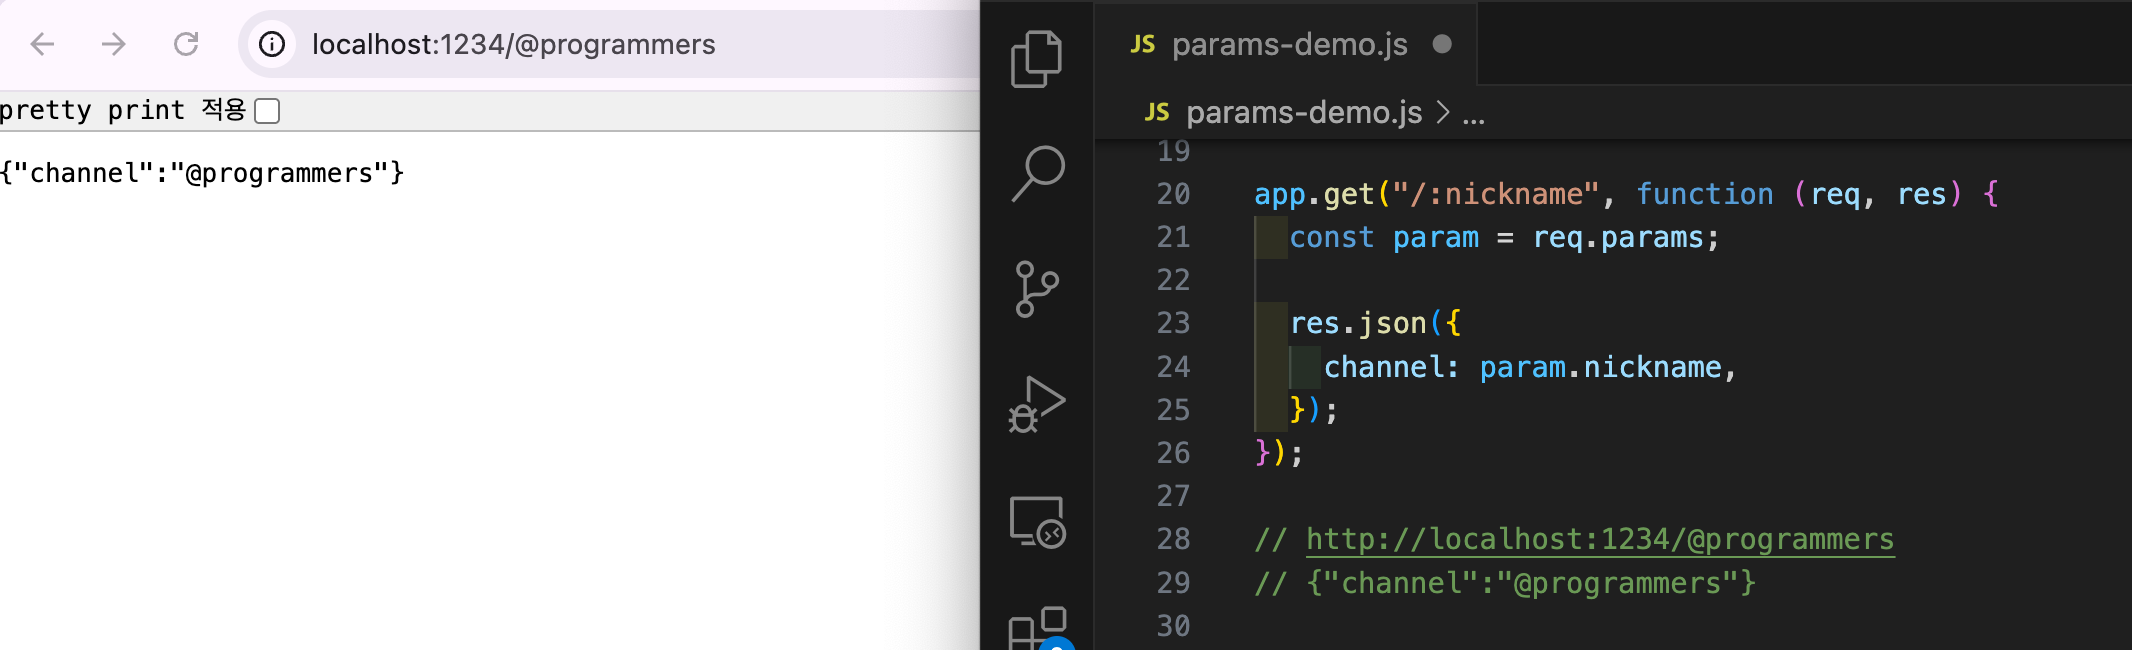 localhost:1234/@programmers
pretty print 적용
{"channel":"@programmers"}
JS params-demo.js
JS params-demo.js > ...
19
20 app.get("/:nickname", function (req, res) {
21 const param = req.params;
22
23 res.json({
24 channel: param.nickname,
25 });
26 });
27
28 // http://localhost:1234/@programmers
29 // {"channel":"@programmers"}
30